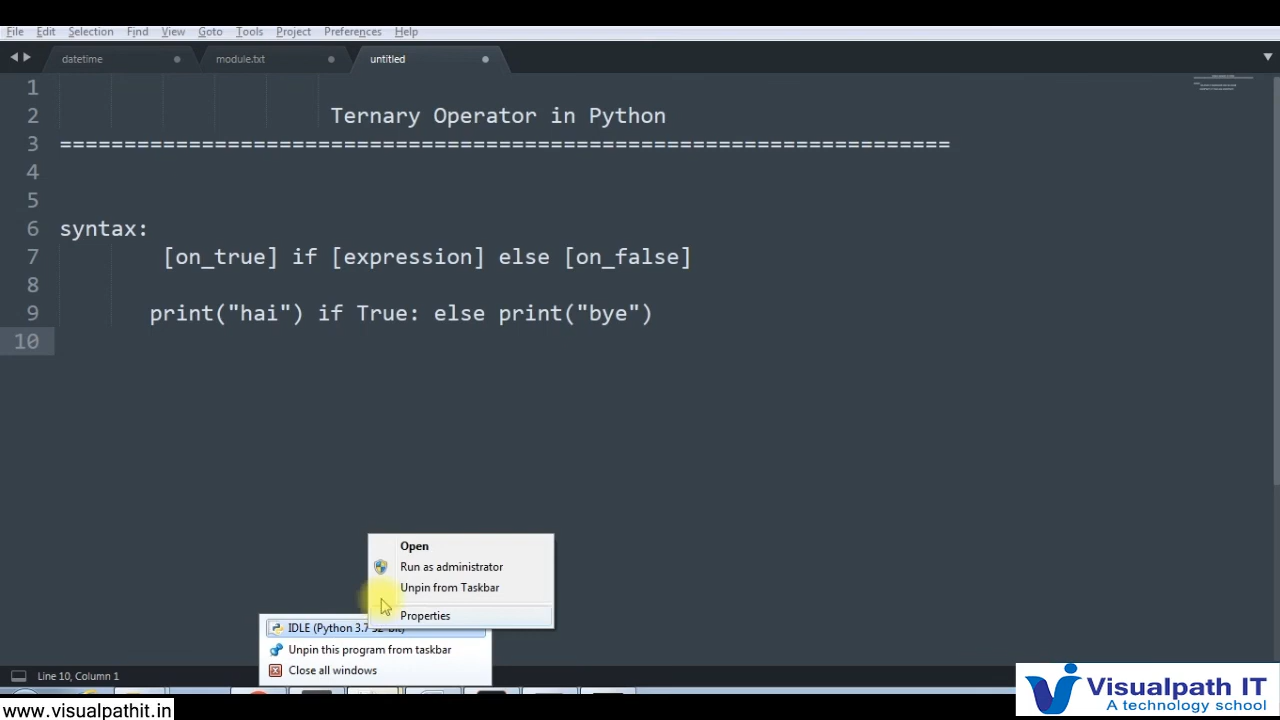 File Edit Selection Find View Goto Tools Project Preferences Help
datetime module.txt untitled
1
2 Ternary Operator in Python
3 =====================================================================
4
5
6 syntax:
7 [on_true] if [expression] else [on_false]
8
9 print("hai") if True: else print("bye")
10
Open
Run as administrator
Unpin from Taskbar
Properties
IDLE (Python 3.7 32-bit)
Unpin this program from taskbar
Close all windows
Line 10, Column 1
Visualpath IT
A technology school
www.visualpathit.in